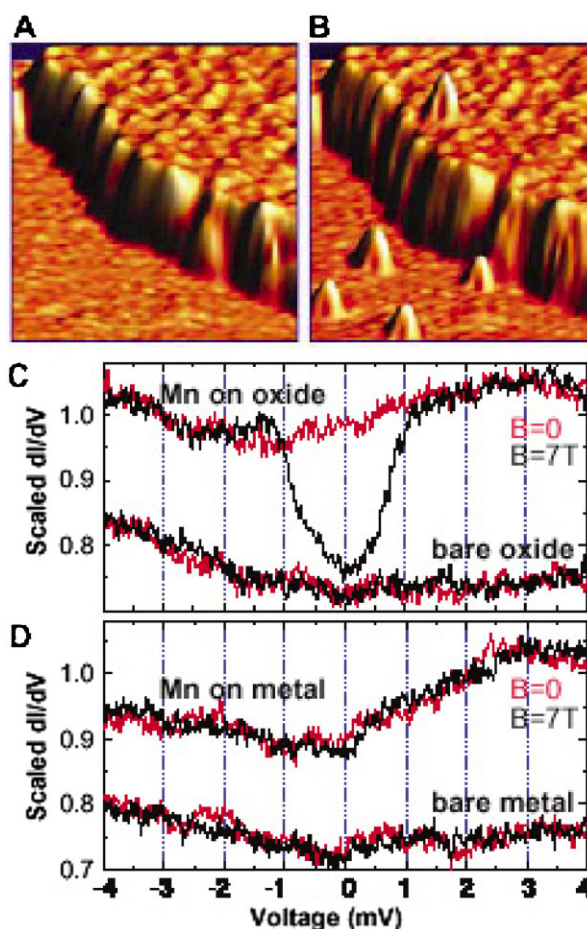 A
B
C
Mn on oxide
B=0
B=7T
bare oxide
Scaled dI/dV
1.0
0.9
0.8
D
Mn on metal
B=0
B=7T
bare metal
Scaled dI/dV
1.0
0.9
0.8
0.7
-4 -3 -2 -1 0 1 2 3 4
Voltage (mV)